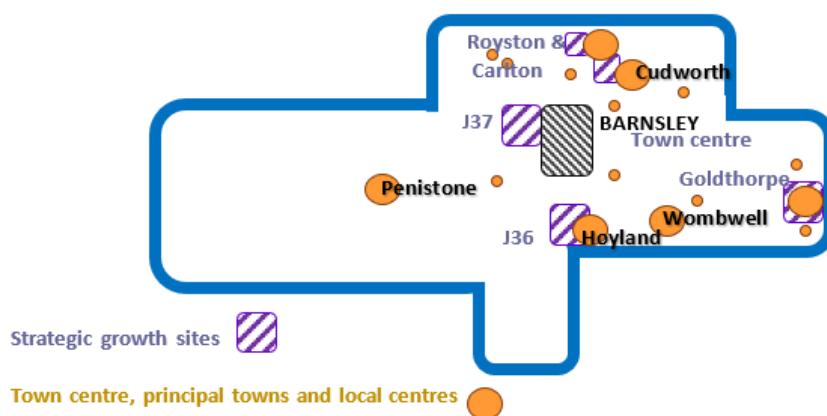 Royston &
Carlton
Cudworth
J37
BARNSLEY
Town centre
Penistone
Goldthorpe
Wombwell
J36
Hoyland
Strategic growth sites
Town centre, principal towns and local centres